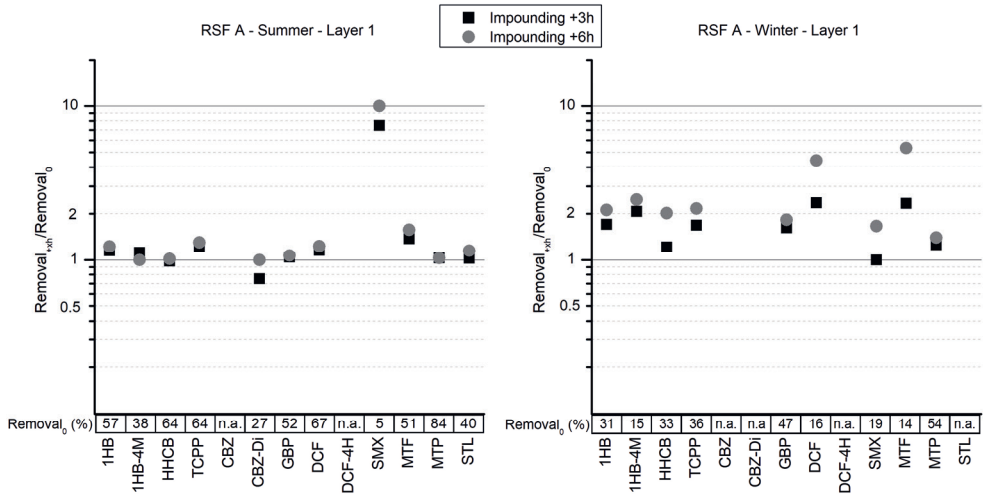 RSF A - Summer - Layer 1
Impounding +3h
Impounding +6h
RSF A - Winter - Layer 1
Removal+xh/Removal0
10
2
1
0.5
Removal0 (%) 57 38 64 64 n.a. 27 52 67 n.a. 5 51 84 40
1HB 1HB-4M HHCB TCPP CBZ CBZ-Di GBP DCF DCF-4H SMX MTF MTP STL
Removal+xh/Removal0
10
2
1
0.5
Removal0 (%) 31 15 33 36 n.a. n.a 47 16 n.a. 19 14 54 n.a.
1HB 1HB-4M HHCB TCPP CBZ CBZ-Di GBP DCF DCF-4H SMX MTF MTP STL